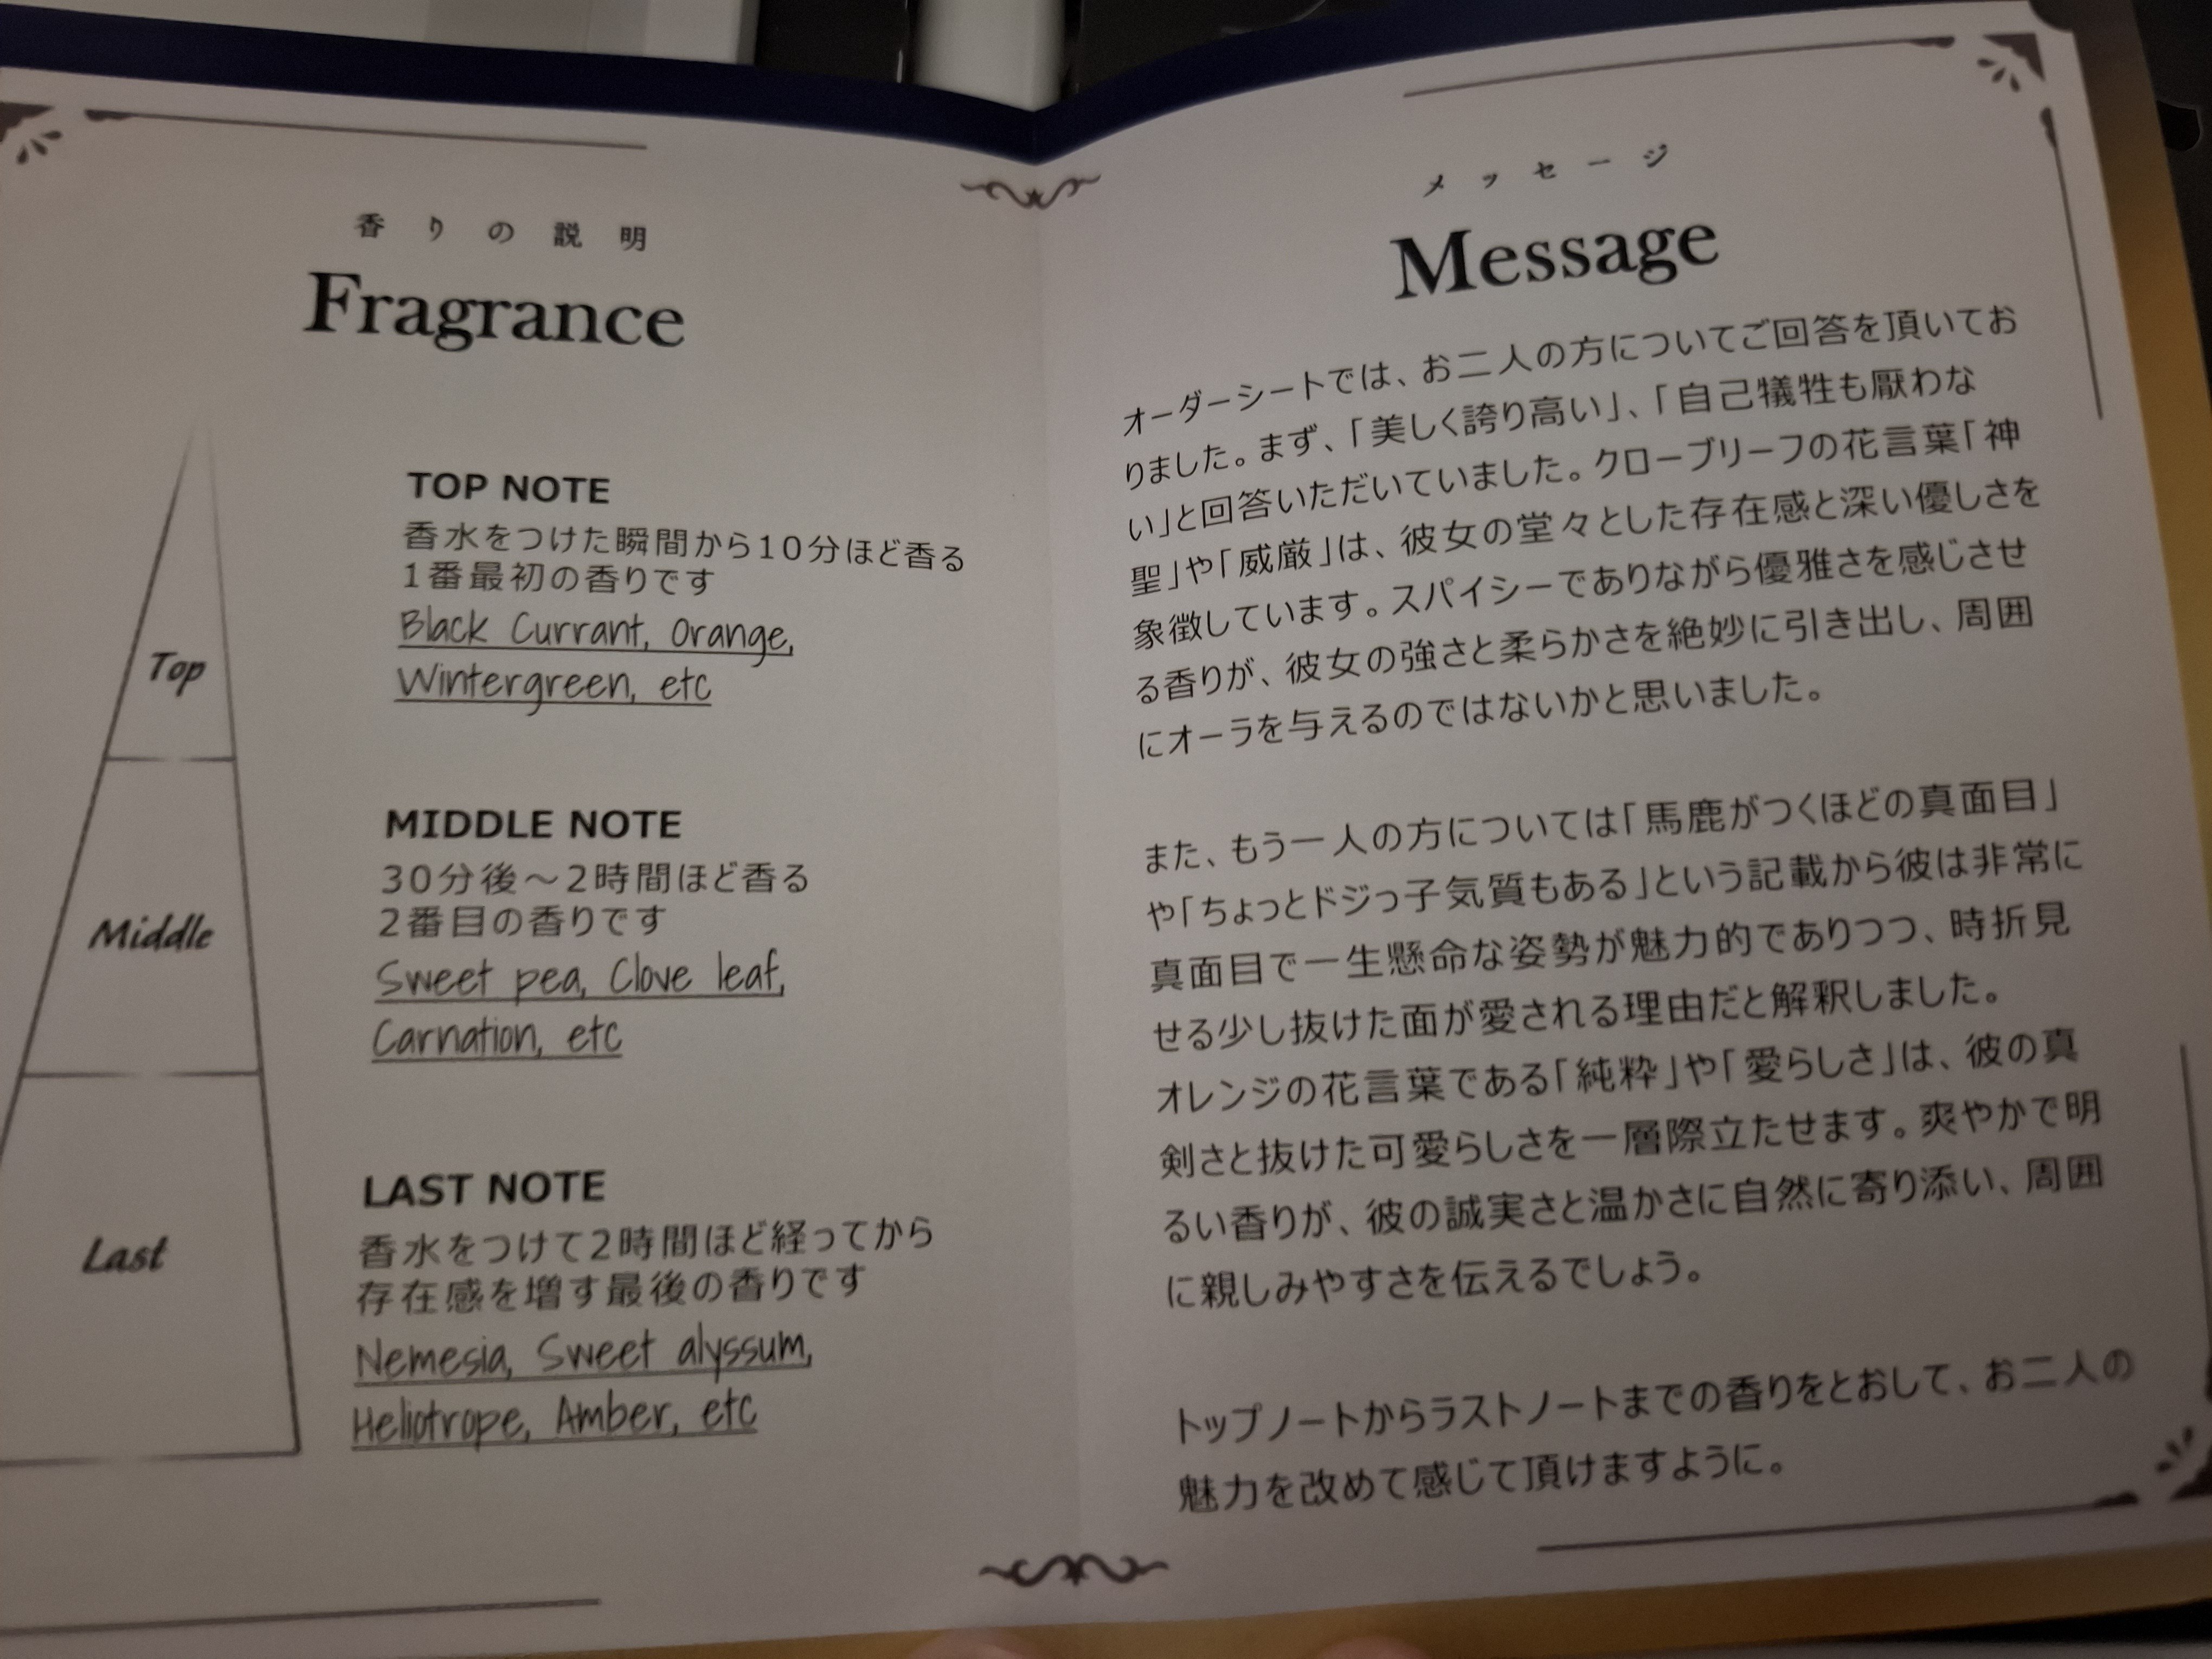 香りの説明
Fragrance
Top
Middle
Last
TOP NOTE
香水をつけた瞬間から10分ほど香る
1番最初の香りです
Black Currant, Orange,
Wintergreen, etc
MIDDLE NOTE
30分後～2時間ほど香る
2番目の香りです
Sweet pea, Clove leaf,
Carnation, etc
LAST NOTE
香水をつけて2時間ほど経ってから
存在感を増す最後の香りです
Nemesia, Sweet alyssum,
Heliotrope, Amber, etc
メッセージ
Message
オーダーシートでは、お二人の方についてご回答を頂いてお
りました。まず、「美しく誇り高い」、「自己犠牲も厭わな
い」と回答いただいていました。クローブリーフの花言葉「神
聖」や「威厳」は、彼女の堂々とした存在感と深い優しさを
象徴しています。スパイシーでありながら優雅さを感じさせ
る香りが、彼女の強さと柔らかさを絶妙に引き出し、周囲
にオーラを与えるのではないかと思いました。
また、もう一人の方については「馬鹿がつくほどの真面目」
や「ちょっとドジっ子気質もある」という記載から彼は非常に
真面目で一生懸命な姿勢が魅力的でありつつ、時折見
せる少し抜けた面が愛される理由だと解釈しました。
オレンジの花言葉である「純粋」や「愛らしさ」は、彼の真
剣さと抜けた可愛らしさを一層際立たせます。爽やかで明
るい香りが、彼の誠実さと温かさに自然に寄り添い、周囲
に親しみやすさを伝えるでしょう。
トップノートからラストノートまでの香りをとおして、お二人の
魅力を改めて感じて頂けますように。